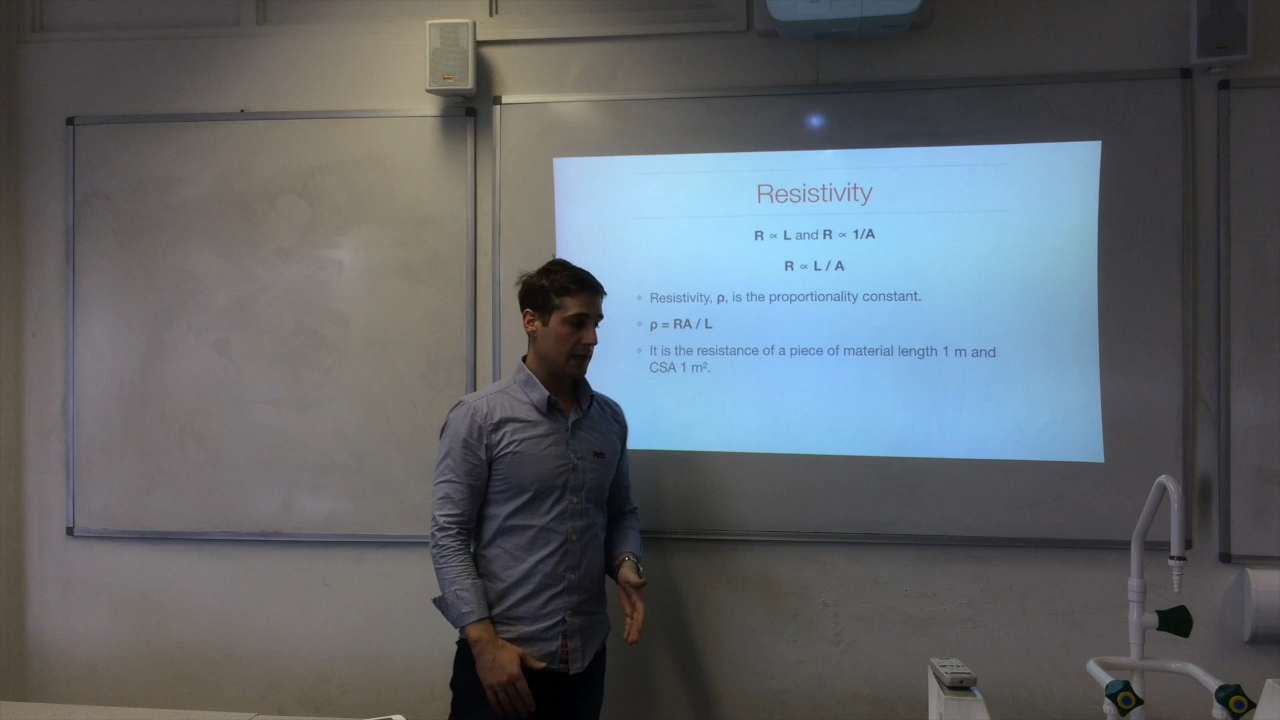 Resistivity
R ∝ L and R ∝ 1/A
R ∝ L / A
Resistivity, ρ, is the proportionality constant.
ρ = RA / L
It is the resistance of a piece of material length 1 m and
CSA 1 m².